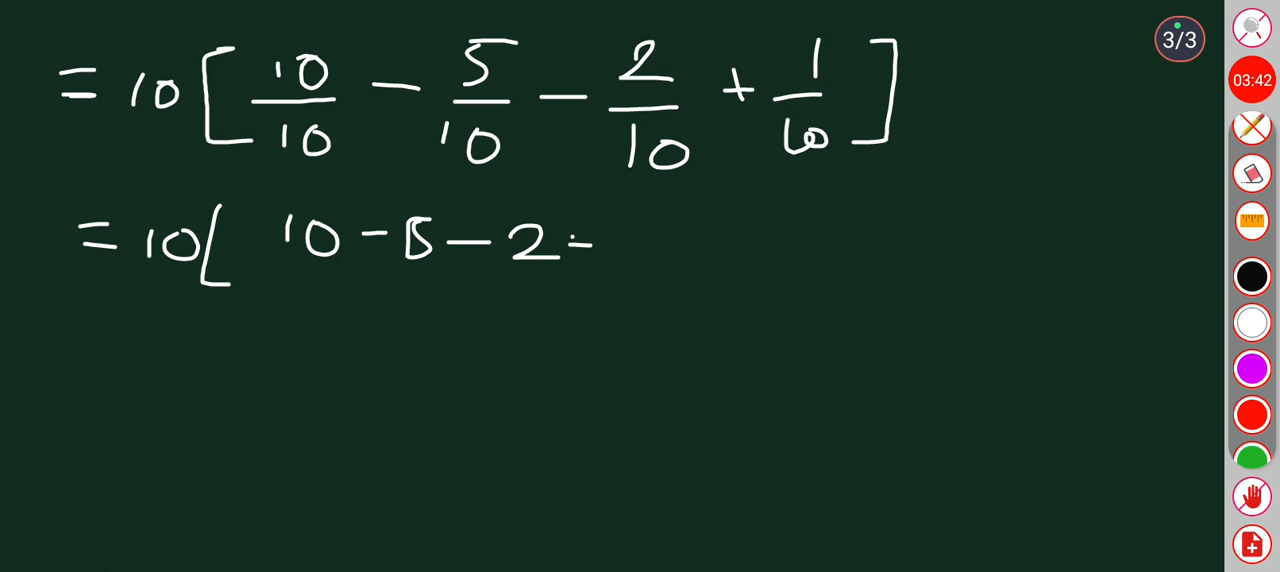 = 10 [ 10/10 - 5/10 - 2/10 + 1/10 ]
= 10 [ 10 - 5 - 2 -
3/3
03:42